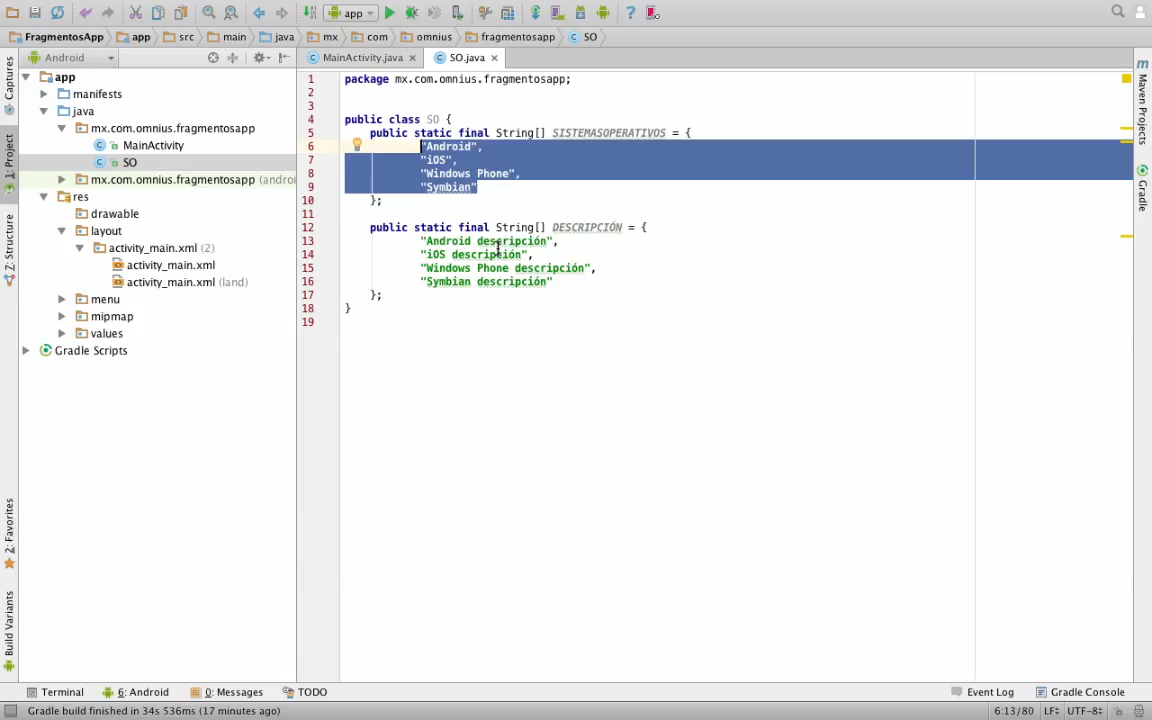 app
FragmentosApp app src main java mx com omnius fragmentosapp SO
Android
MainActivity.java SO.java
app
manifests
java
mx.com.omnius.fragmentosapp
MainActivity
SO
mx.com.omnius.fragmentosapp (androi
res
drawable
layout
activity_main.xml (2)
activity_main.xml
activity_main.xml (land)
menu
mipmap
values
Gradle Scripts
Captures
1: Project
7: Structure
2: Favorites
Build Variants
1 package mx.com.omnius.fragmentosapp;
2
3
4 public class SO {
5 public static final String[] SISTEMASOPERATIVOS = {
6 "Android",
7 "iOS",
8 "Windows Phone",
9 "Symbian"
10 };
11
12 public static final String[] DESCRIPCIÓN = {
13 "Android descripción",
14 "iOS descripción",
15 "Windows Phone descripción",
16 "Symbian descripción"
17 };
18 }
19
m Maven Projects
Gradle
Terminal 6: Android 0: Messages TODO Event Log Gradle Console
Gradle build finished in 34s 536ms (17 minutes ago) 6:13/80 LF UTF-8